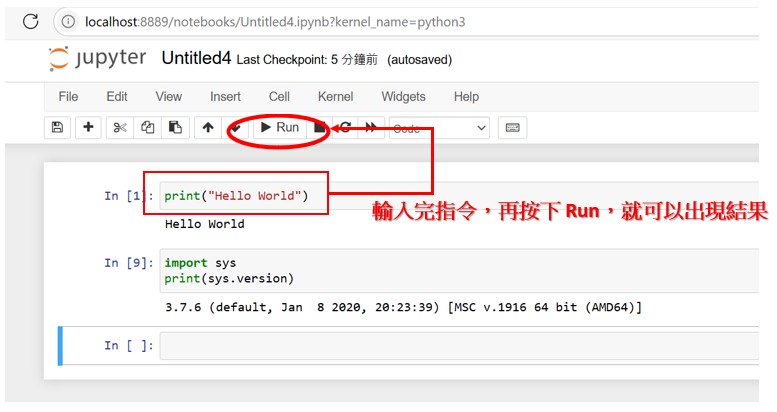 localhost:8889/notebooks/Untitled4.ipynb?kernel_name=python3
jupyter Untitled4 Last Checkpoint: 5 分鐘前 (autosaved)
File Edit View Insert Cell Kernel Widgets Help
Run Code
In [1]: print("Hello World")
Hello World
輸入完指令，再按下 Run，就可以出現結果
In [9]: import sys
print(sys.version)
3.7.6 (default, Jan  8 2020, 20:23:39) [MSC v.1916 64 bit (AMD64)]
In [ ]: